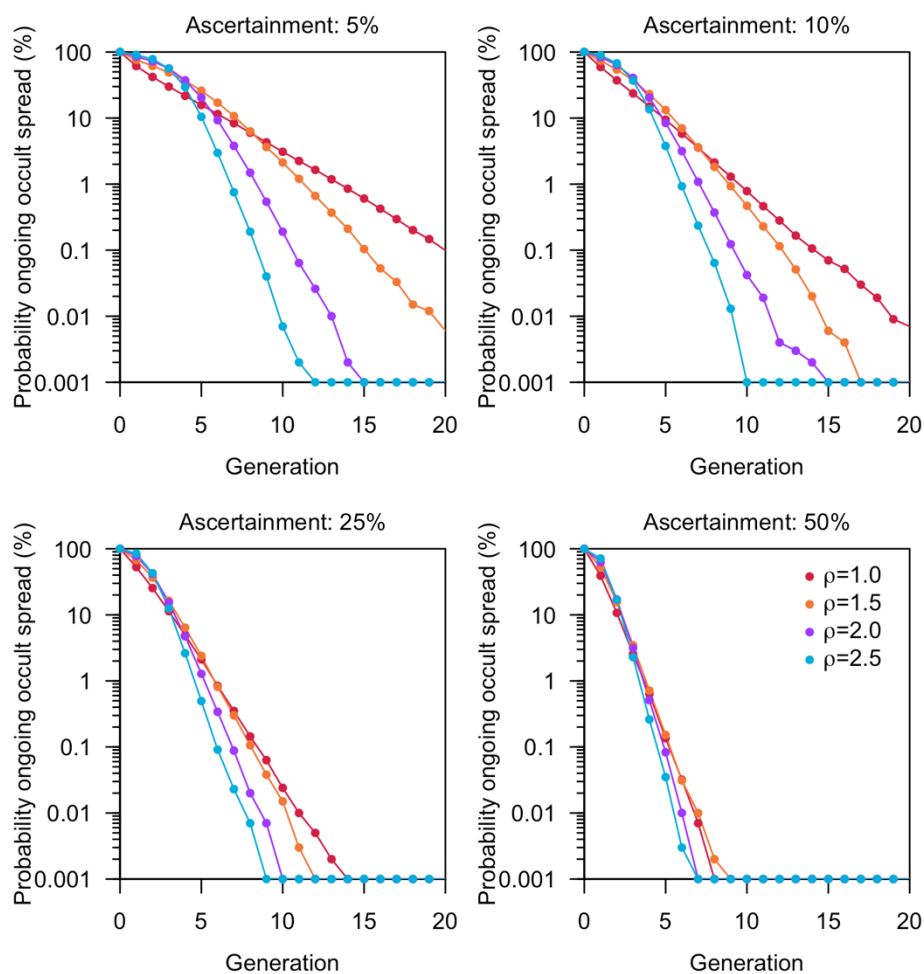 Ascertainment: 5%
Probability ongoing occult spread (%)
100
10
1
0.1
0.01
0.001
0 5 10 15 20
Generation
Ascertainment: 10%
Probability ongoing occult spread (%)
100
10
1
0.1
0.01
0.001
0 5 10 15 20
Generation
Ascertainment: 25%
Probability ongoing occult spread (%)
100
10
1
0.1
0.01
0.001
0 5 10 15 20
Generation
Ascertainment: 50%
Probability ongoing occult spread (%)
100
10
1
0.1
0.01
0.001
ρ=1.0
ρ=1.5
ρ=2.0
ρ=2.5
0 5 10 15 20
Generation